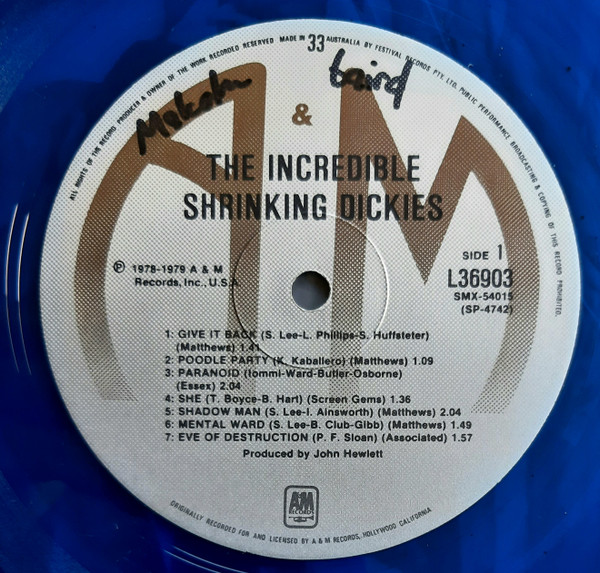 ALL RIGHTS OF THE RECORD PRODUCER & OWNER OF THE WORK RECORDED RESERVED MADE IN 33 AUSTRALIA BY FESTIVAL RECORDS PTY. LTD. PUBLIC PERFORMANCE BROADCASTING & COPYING OF THIS RECORD PROHIBITED.
Malcolm baird
A & M
THE INCREDIBLE
SHRINKING DICKIES
℗ 1978-1979 A & M
Records, Inc., U.S.A.
SIDE 1
L36903
SMX-54015
(SP-4742)
1: GIVE IT BACK (S. Lee-L. Phillips-S. Huffsteter)
(Matthews) 1.41
2: POODLE PARTY (K. Kaballero) (Matthews) 1.09
3: PARANOID (Iommi-Ward-Butler-Osborne)
(Essex) 2.04
4: SHE (T. Boyce-B. Hart) (Screen Gems) 1.36
5: SHADOW MAN (S. Lee-I. Ainsworth) (Matthews) 2.04
6: MENTAL WARD (S. Lee-B. Club-Gibb) (Matthews) 1.49
7: EVE OF DESTRUCTION (P. F. Sloan) (Associated) 1.57
Produced by John Hewlett
A&M
RECORDS
ORIGINALLY RECORDED FOR AND LICENSED BY A & M RECORDS, HOLLYWOOD CALIFORNIA